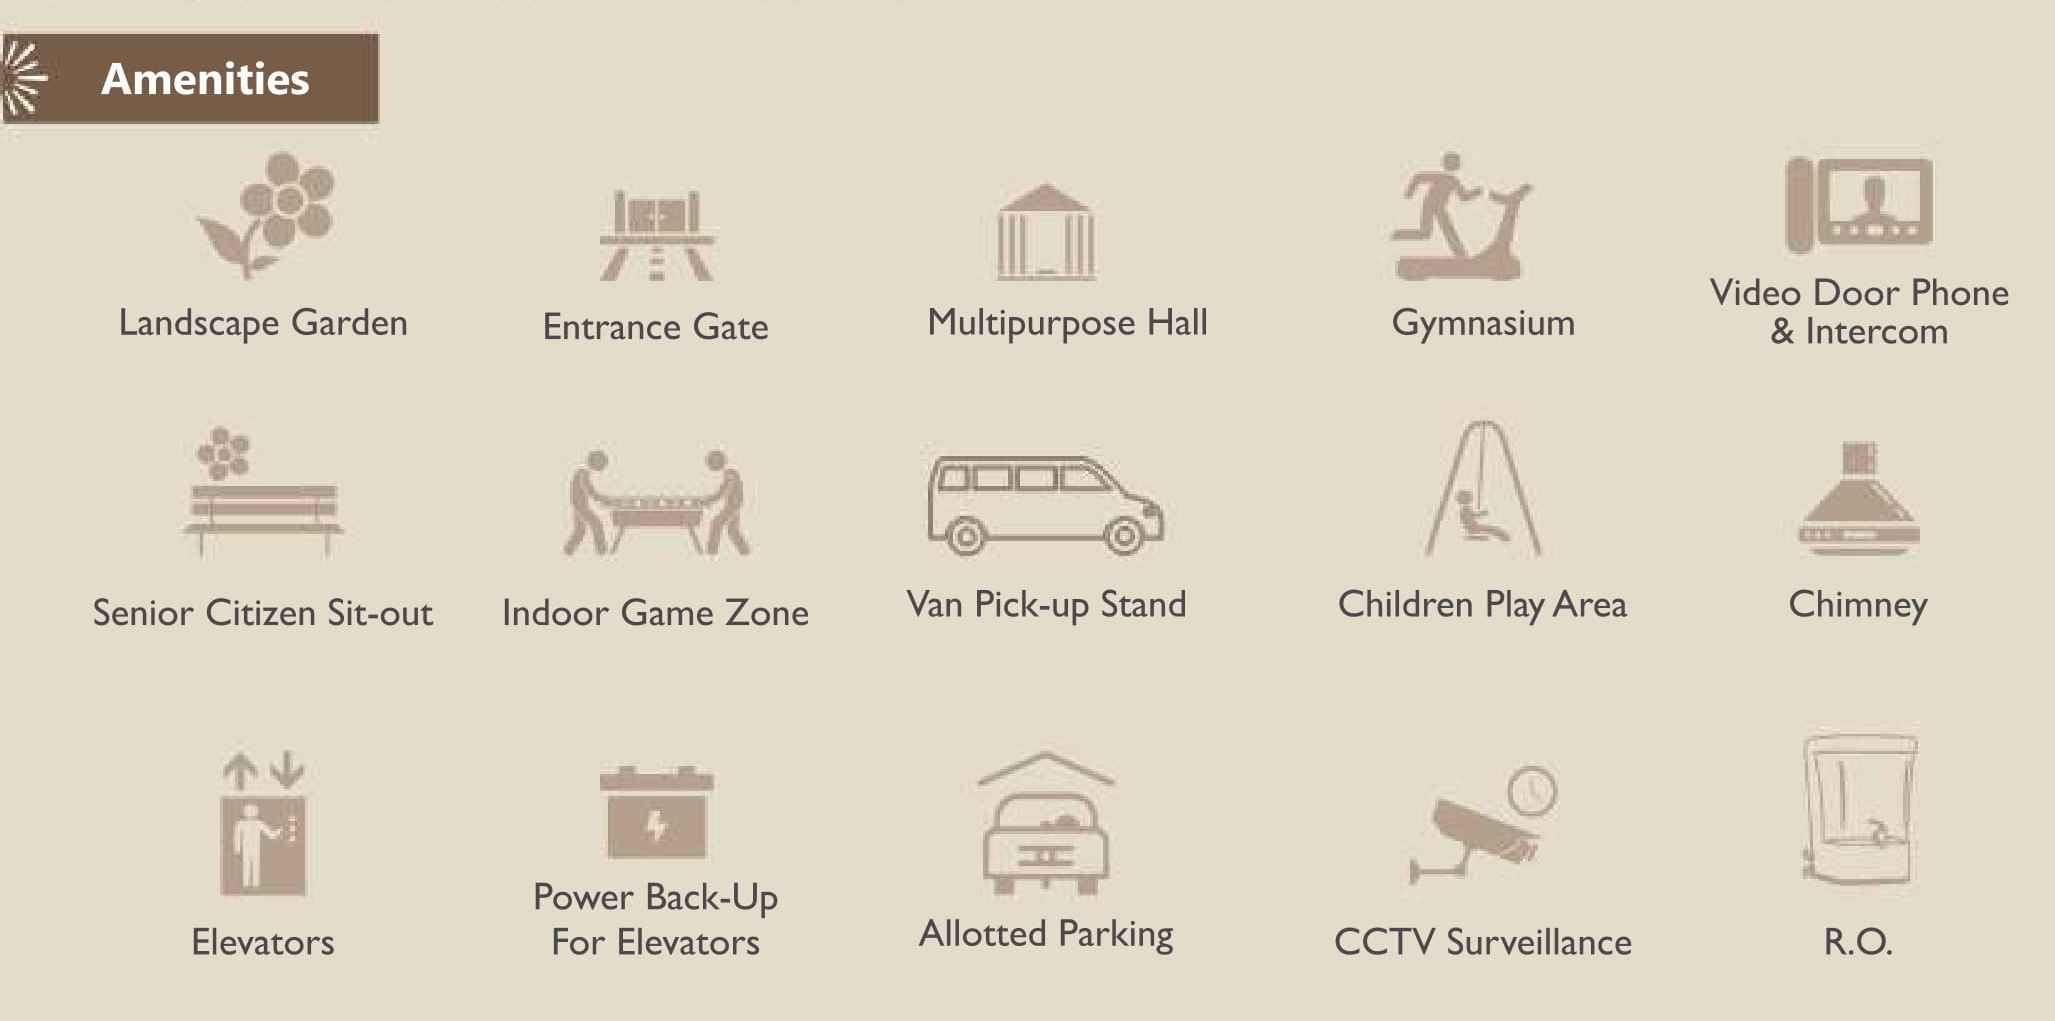 Amenities
Landscape Garden
Entrance Gate
Multipurpose Hall
Gymnasium
Video Door Phone
& Intercom
Senior Citizen Sit-out
Indoor Game Zone
Van Pick-up Stand
Children Play Area
Chimney
Elevators
Power Back-Up
For Elevators
Allotted Parking
CCTV Surveillance
R.O.